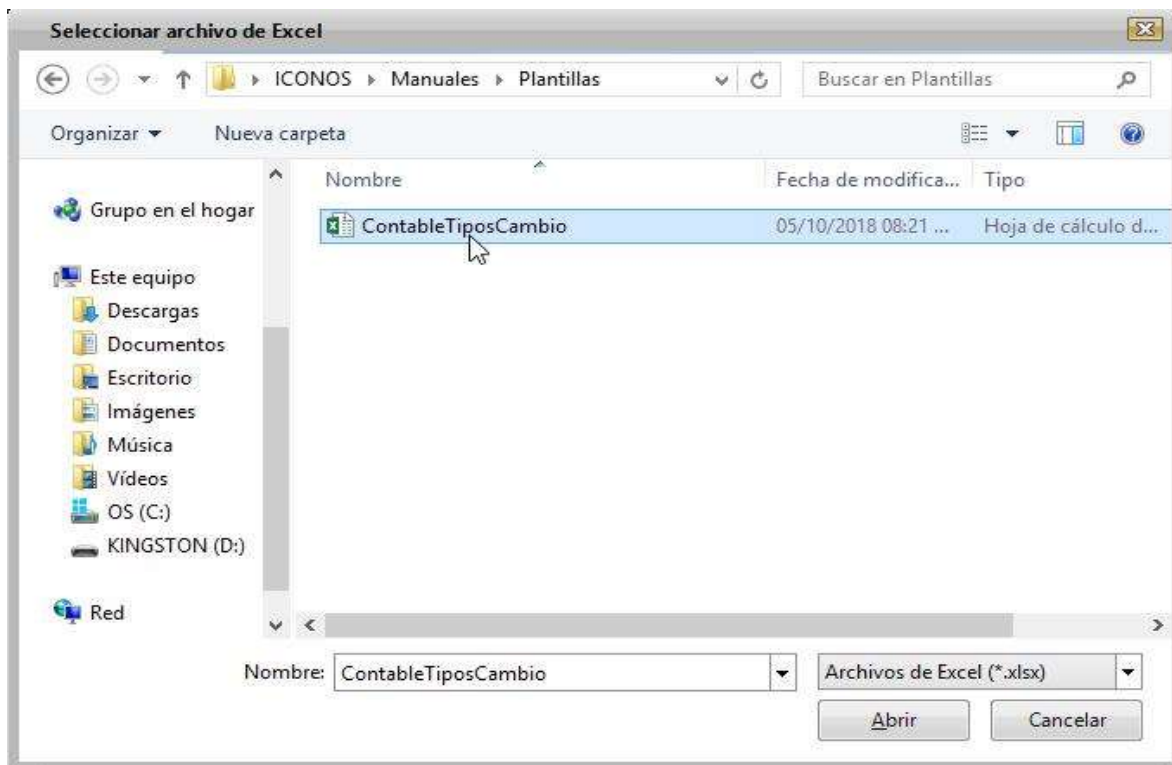 Seleccionar archivo de Excel
ICONOS Manuales Plantillas
Buscar en Plantillas
Organizar Nueva carpeta
Nombre Fecha de modifica... Tipo
Grupo en el hogar
ContableTiposCambio 05/10/2018 08:21 ... Hoja de cálculo d...
Este equipo
Descargas
Documentos
Escritorio
Imágenes
Música
Vídeos
OS (C:)
KINGSTON (D:)
Red
Nombre: ContableTiposCambio Archivos de Excel (*.xlsx)
Abrir Cancelar